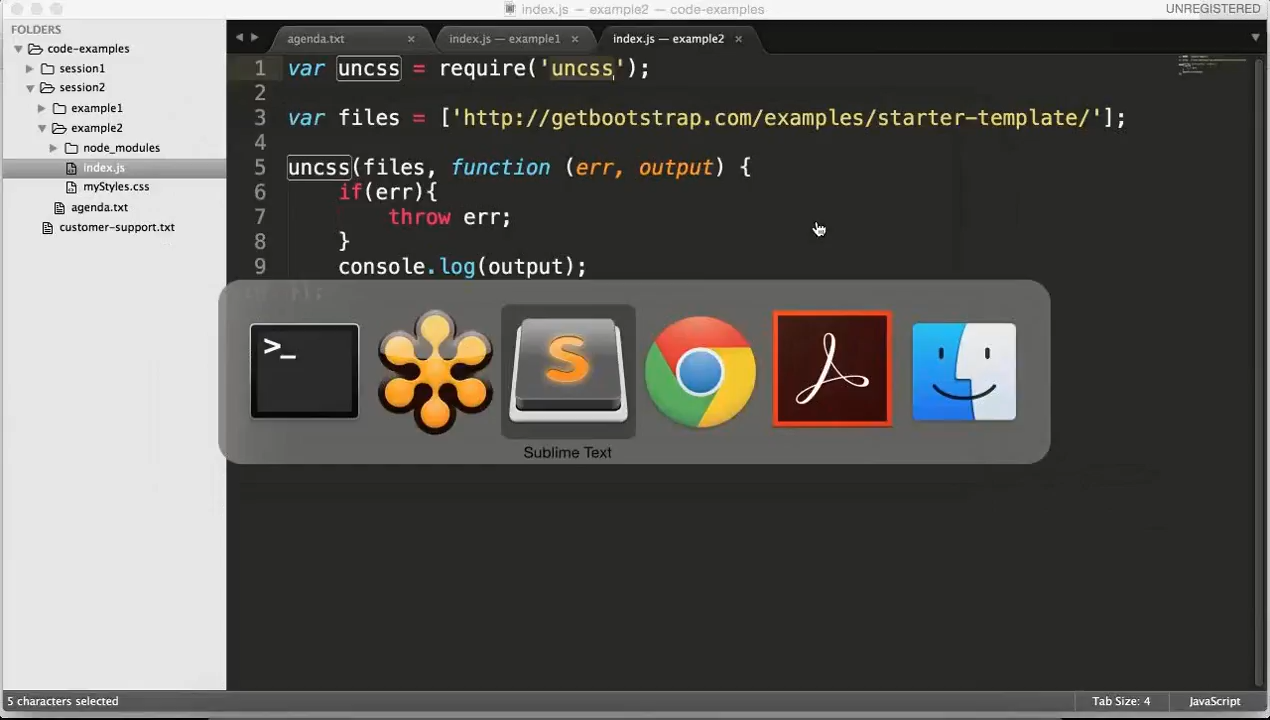 index.js — example2 — code-examples
UNREGISTERED
FOLDERS
code-examples
session1
session2
example1
example2
node_modules
index.js
myStyles.css
agenda.txt
customer-support.txt
agenda.txt ×
index.js — example1 ×
index.js — example2 ×
1 var uncss = require('uncss');
2
3 var files = ['http://getbootstrap.com/examples/starter-template/'];
4
5 uncss(files, function (err, output) {
6 if(err){
7 throw err;
8 }
9 console.log(output);
10 });
>_
S
Sublime Text
5 characters selected
Tab Size: 4
JavaScript